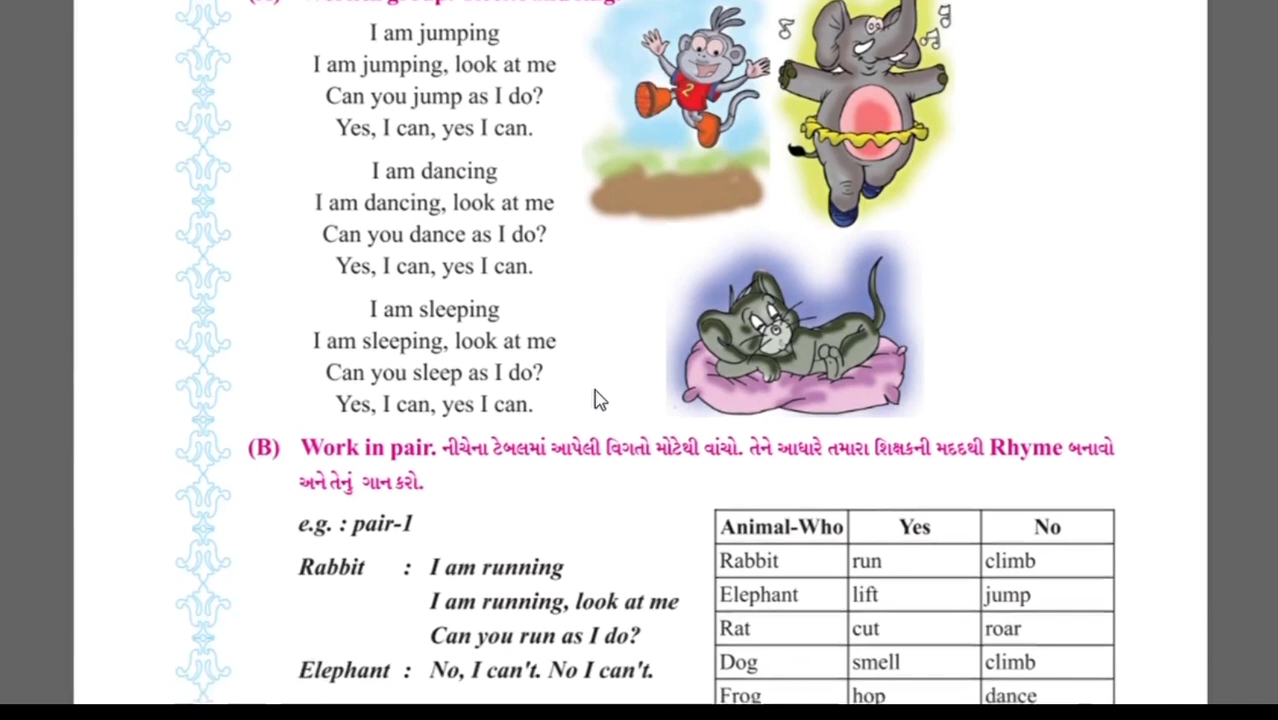 I am jumping
I am jumping, look at me
Can you jump as I do?
Yes, I can, yes I can.
I am dancing
I am dancing, look at me
Can you dance as I do?
Yes, I can, yes I can.
I am sleeping
I am sleeping, look at me
Can you sleep as I do?
Yes, I can, yes I can.
(B) Work in pair. નીચેના ટેબલમાં આપેલી વિગતો મોટેથી વાંચો. તેને આધારે તમારા શિક્ષકની મદદથી Rhyme બનાવો
અને તેનું ગાન કરો.
e.g. : pair-1
Rabbit : I am running
I am running, look at me
Can you run as I do?
Elephant : No, I can't. No I can't.
Animal-Who Yes No
Rabbit run climb
Elephant lift jump
Rat cut roar
Dog smell climb
Frog hop dance
2